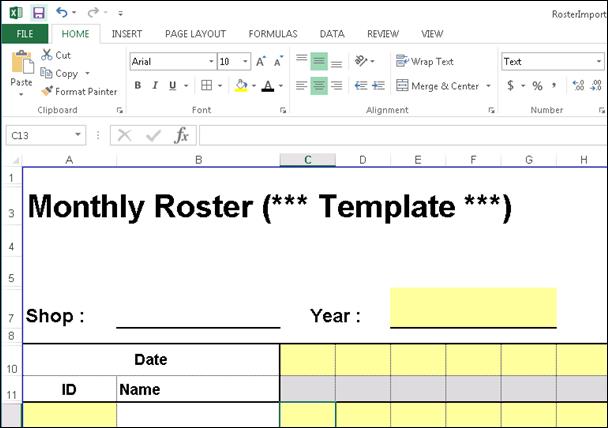 RosterImport
FILE HOME INSERT PAGE LAYOUT FORMULAS DATA REVIEW VIEW
Paste
Cut
Copy
Format Painter
Arial 10 A A
B I U A
Wrap Text
Merge & Center
Text
$ % , .00
Clipboard Font Alignment Number
C13 fx
A B C D E F G H
1
3 Monthly Roster (*** Template ***)
4
5
7 Shop : Year :
8
10 Date
11 ID Name